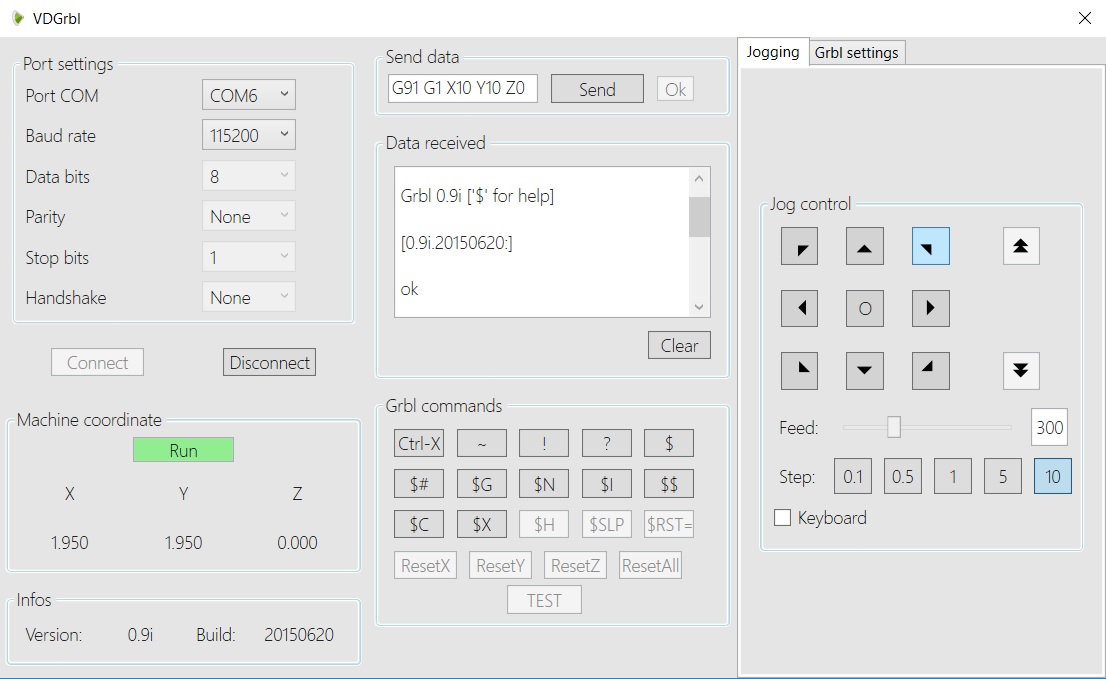 VDGrbl
Port settings
Port COM COM6
Baud rate 115200
Data bits 8
Parity None
Stop bits 1
Handshake None
Connect Disconnect
Machine coordinate
Run
X Y Z
1.950 1.950 0.000
Infos
Version: 0.9i Build: 20150620
Send data
G91 G1 X10 Y10 Z0 Send Ok
Data received
Grbl 0.9i ['$' for help]
[0.9i.20150620:]
ok
Clear
Grbl commands
Ctrl-X ~ ! ? $
$# $G $N $I $$
$C $X $H $SLP $RST=
ResetX ResetY ResetZ ResetAll
TEST
Jogging Grbl settings
Jog control
O
Feed: 300
Step: 0.1 0.5 1 5 10
Keyboard